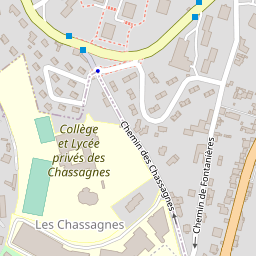 Collège
et Lycée
privés des
Chassagnes
Chemin des Chassagnes
Chemin de Fontanières
Les Chassagnes